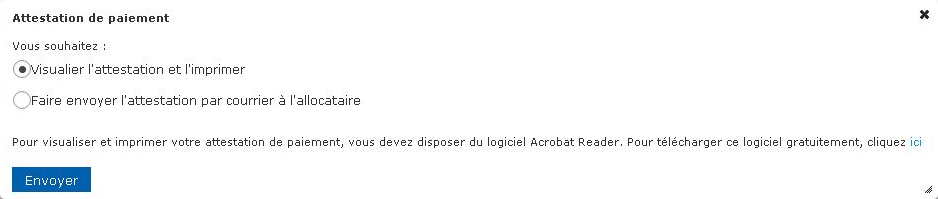 Attestation de paiement
Vous souhaitez :
Visualier l'attestation et l'imprimer
Faire envoyer l'attestation par courrier à l'allocataire
Pour visualiser et imprimer votre attestation de paiement, vous devez disposer du logiciel Acrobat Reader. Pour télécharger ce logiciel gratuitement, cliquez ici
Envoyer